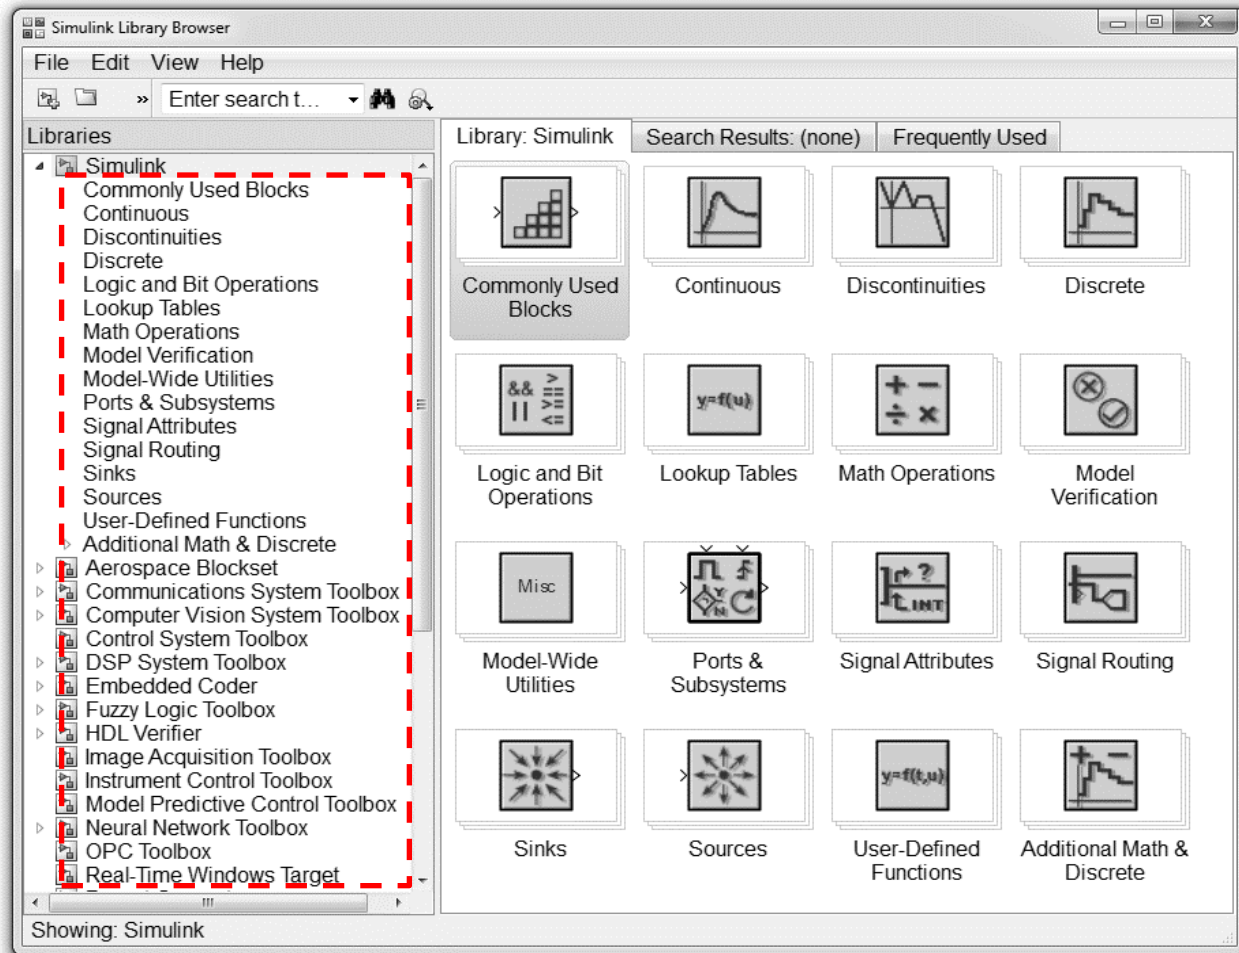 Simulink Library Browser
File Edit View Help
» Enter search t...
Libraries
Library: Simulink Search Results: (none) Frequently Used
Simulink
Commonly Used Blocks
Continuous
Discontinuities
Discrete
Logic and Bit Operations
Lookup Tables
Math Operations
Model Verification
Model-Wide Utilities
Ports & Subsystems
Signal Attributes
Signal Routing
Sinks
Sources
User-Defined Functions
Additional Math & Discrete
Aerospace Blockset
Communications System Toolbox
Computer Vision System Toolbox
Control System Toolbox
DSP System Toolbox
Embedded Coder
Fuzzy Logic Toolbox
HDL Verifier
Image Acquisition Toolbox
Instrument Control Toolbox
Model Predictive Control Toolbox
Neural Network Toolbox
OPC Toolbox
Real-Time Windows Target
Commonly Used
Blocks
Continuous
Discontinuities
Discrete
&& > == 
|| >= <=
y=f(u)
+ −
÷ ×
Logic and Bit
Operations
Lookup Tables
Math Operations
Model
Verification
Misc
Y
N
?
INT
Model-Wide
Utilities
Ports &
Subsystems
Signal Attributes
Signal Routing
y=f(t,u)
+ −
Sinks
Sources
User-Defined
Functions
Additional Math &
Discrete
Showing: Simulink